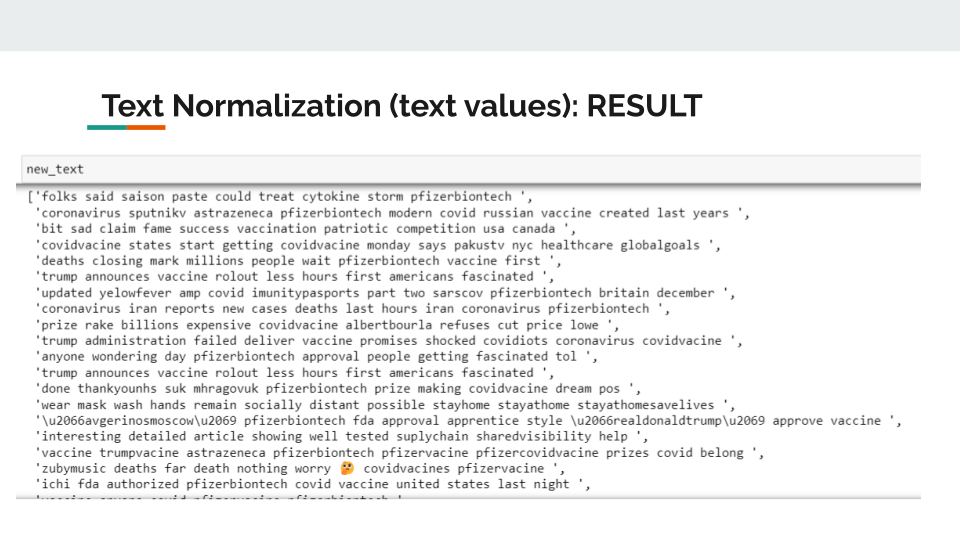 Text Normalization (text values): RESULT
new_text
['folks said saison paste could treat cytokine storm pfizerbiontech ',
'coronavirus sputnikv astrazeneca pfizerbiontech modern covid russian vaccine created last years ',
'bit sad claim fame success vaccination patriotic competition usa canada ',
'covidvacine states start getting covidvacine monday says pakustv nyc healthcare globalgoals ',
'deaths closing mark millions people wait pfizerbiontech vaccine first ',
'trump announces vaccine rolout less hours first americans fascinated ',
'updated yelowfever amp covid imunitypasports part two sarscov pfizerbiontech britain december ',
'coronavirus iran reports new cases deaths last hours iran coronavirus pfizerbiontech ',
'prize rake billions expensive covidvacine albertbourla refuses cut price lowe ',
'trump administration failed deliver vaccine promises shocked covidiots coronavirus covidvacine ',
'anyone wondering day pfizerbiontech approval people getting fascinated tol ',
'trump announces vaccine rolout less hours first americans fascinated ',
'done thankyounhs suk mhragovuk pfizerbiontech prize making covidvacine dream pos ',
'wear mask wash hands remain socially distant possible stayhome stayathome stayathomesavelives ',
'\u2066avgerinosmoscow\u2069 pfizerbiontech fda approval apprentice style \u2066realdonaldtrump\u2069 approve vaccine ',
'interesting detailed article showing well tested suplychain sharedvisibility help ',
'vaccine trumpvacine astrazeneca pfizerbiontech pfizervacine pfizercovidvacine prizes covid belong ',
'zubymusic deaths far death nothing worry 🤔 covidvacines pfizervacine ',
'ichi fda authorized pfizerbiontech covid vaccine united states last night ',